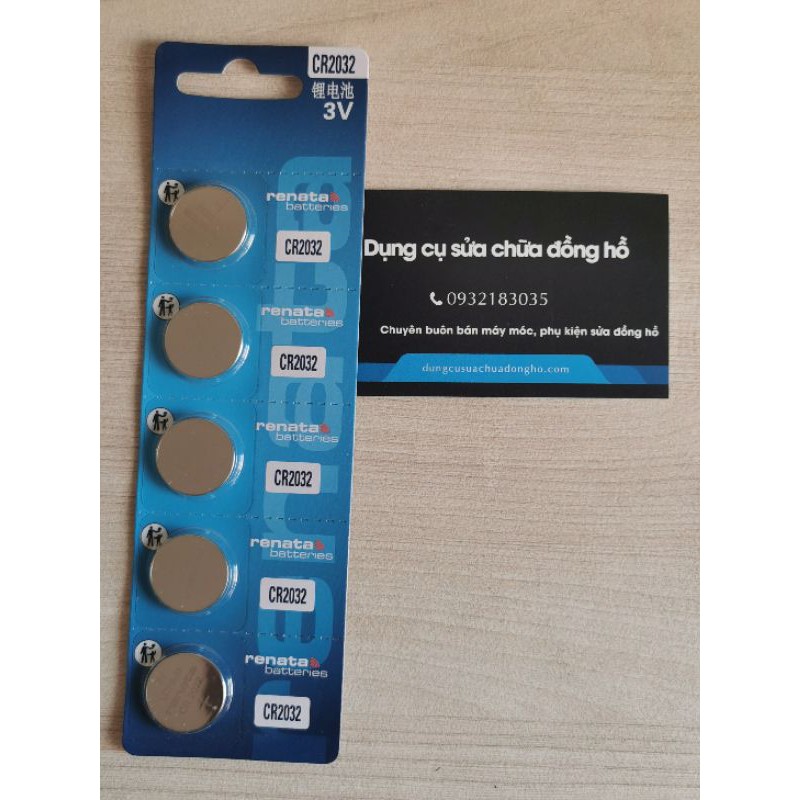 CR2032
锂电池
3V
renata
batteries
CR2032
renata
batteries
CR2032
renata
batteries
CR2032
renata
batteries
CR2032
renata
batteries
CR2032
renata
Dụng cụ sửa chữa đồng hồ
0932183035
Chuyên buôn bán máy móc, phụ kiện sửa đồng hồ
dungcusuachuadongho.com